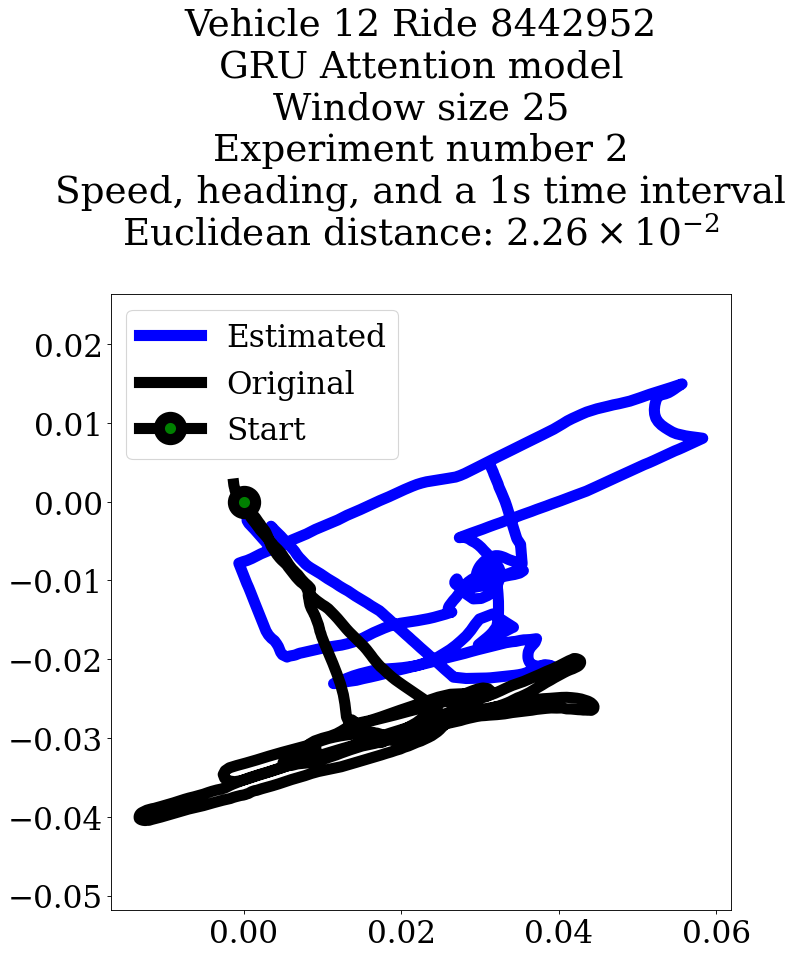 Vehicle 12 Ride 8442952
GRU Attention model
Window size 25
Experiment number 2
Speed, heading, and a 1s time interval
Euclidean distance: 2.26 × 10⁻²
Estimated
Original
Start
0.02
0.01
0.00
−0.01
−0.02
−0.03
−0.04
−0.05
0.00 0.02 0.04 0.06